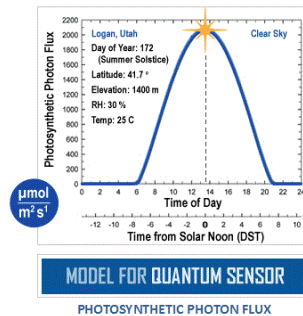 2200
2000
1800
1600
1400
1200
1000
800
600
400
200
0
Photosynthetic Photon Flux
Logan, Utah
Clear Sky
Day of Year: 172
(Summer Solstice)
Latitude: 41.7 °
Elevation: 1400 m
RH: 30 %
Temp: 25 C
0 2 4 6 8 10 12 14 16 18 20 22 24
Time of Day
µmol
m² s¹
-12 -10 -8 -6 -4 -2 0 2 4 6 8 10
Time from Solar Noon (DST)
MODEL FOR QUANTUM SENSOR
PHOTOSYNTHETIC PHOTON FLUX